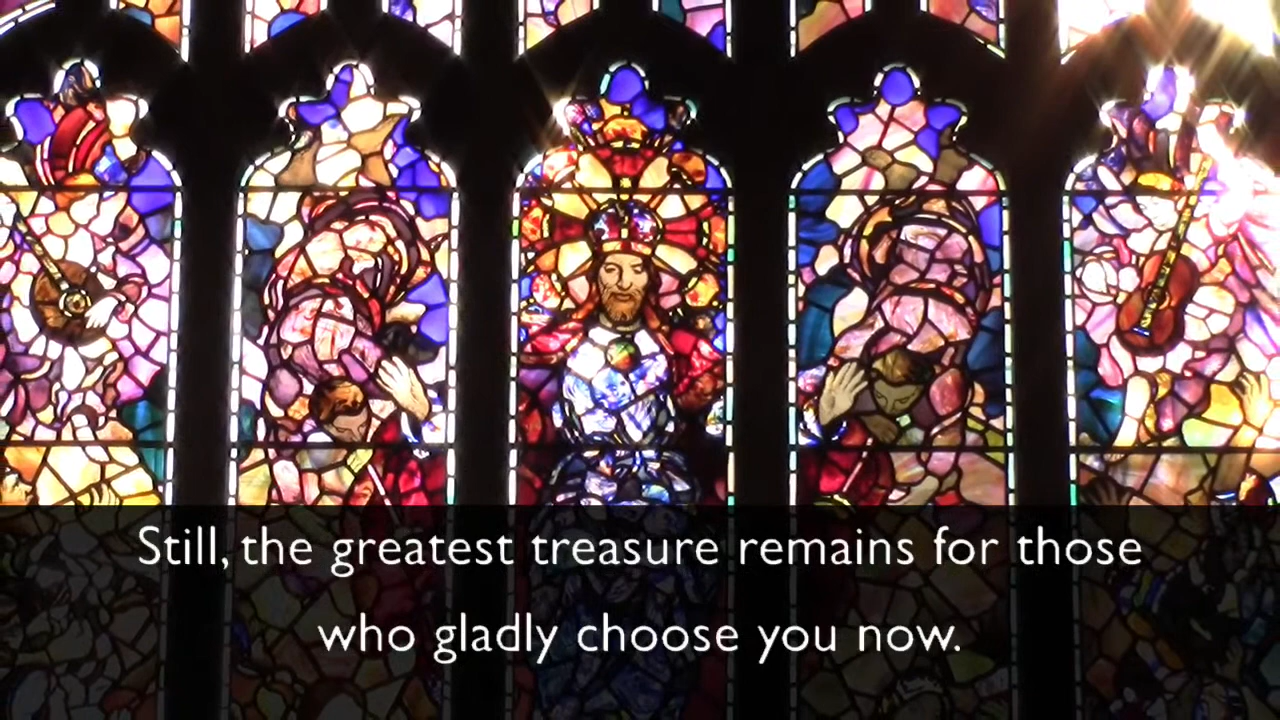 Still, the greatest treasure remains for those
who gladly choose you now.